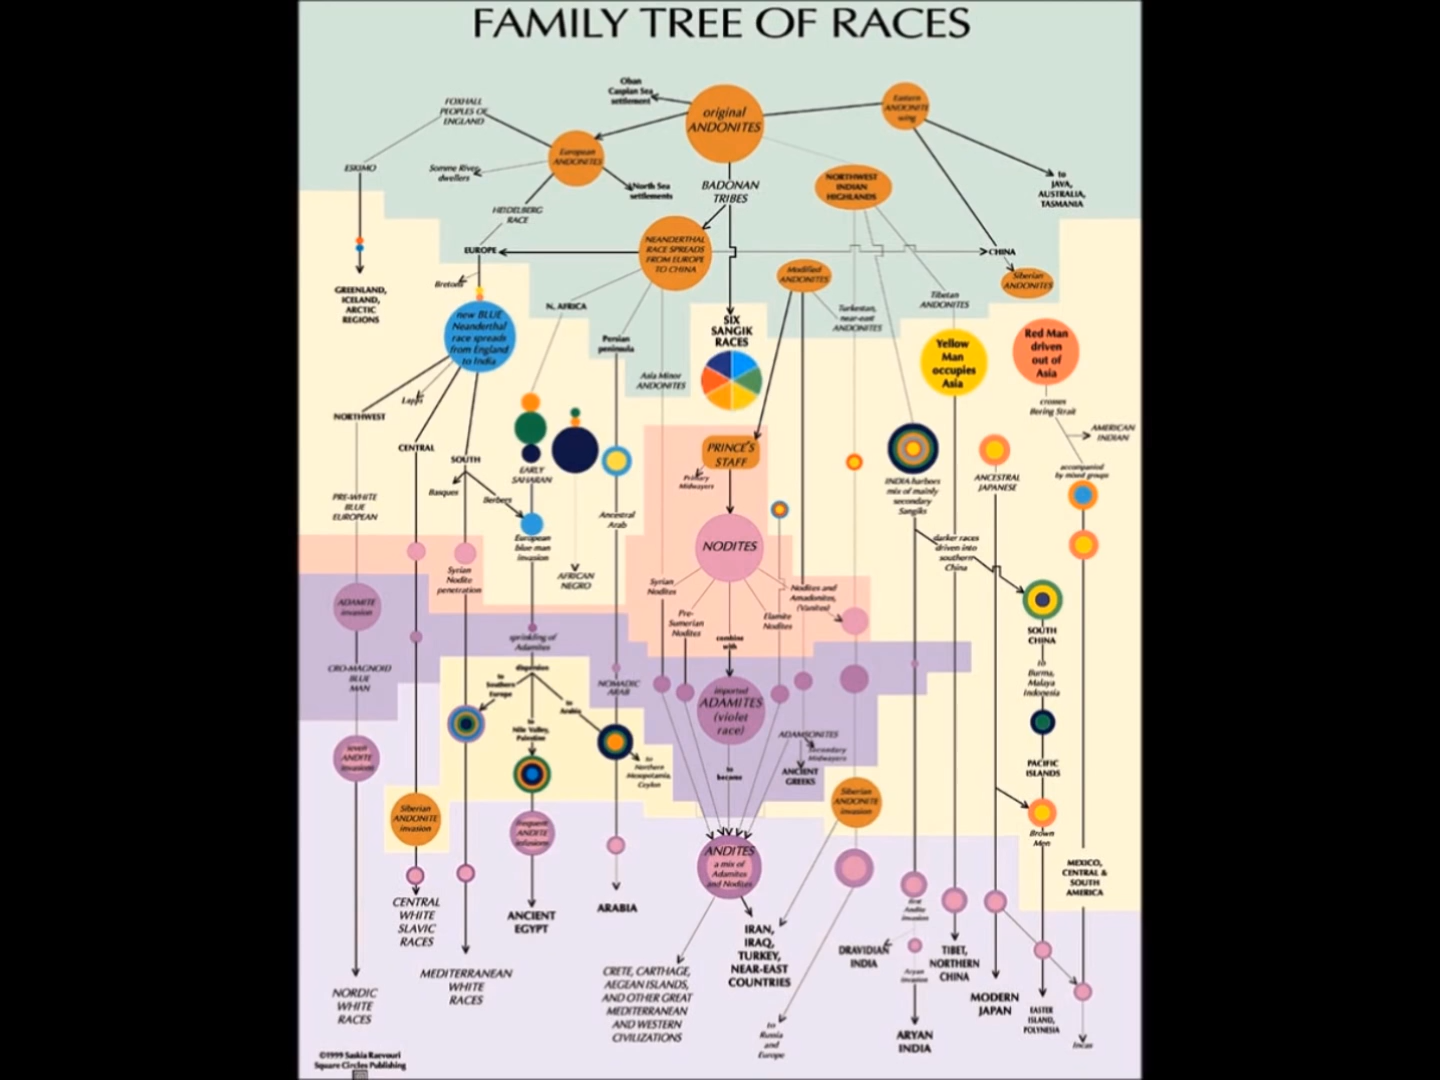 FAMILY TREE OF RACES
Oban
Caspian Sea
settlement
original
ANDONITES
Eastern
ANDONITE
wing
FOXHALL
PEOPLES OF
ENGLAND
European
ANDONITES
ESKIMO
Somme River
dwellers
North Sea
settlements
BADONAN
TRIBES
NORTHWEST
INDIAN
HIGHLANDS
to
JAVA,
AUSTRALIA,
TASMANIA
HEIDELBERG
RACE
EUROPE
NEANDERTHAL
RACE SPREADS
FROM EUROPE
TO CHINA
CHINA
Modified
ANDONITES
Siberian
ANDONITES
Bretons
GREENLAND,
ICELAND,
ARCTIC
REGIONS
N. AFRICA
Tibetan
ANDONITES
new BLUE
Neanderthal
race spreads
from England
to India
Persian
peninsula
SIX
SANGIK
RACES
Turkestan,
near-east
ANDONITES
Yellow
Man
occupies
Asia
Red Man
driven
out of
Asia
Asia Minor
ANDONITES
Lapps
NORTHWEST
crosses
Bering Strait
AMERICAN
INDIAN
CENTRAL
SOUTH
PRINCE'S
STAFF
Primary
Midwayers
EARLY
SAHARAN
INDIA harbors
mix of mainly
secondary
Sangiks
ANCESTRAL
JAPANESE
accompanied
by mixed groups
Basques
Berbers
PRE-WHITE
BLUE
EUROPEAN
Ancestral
Arab
European
blue man
invasion
NODITES
darker races
driven into
southern
China
AFRICAN
NEGRO
Syrian
Nodite
penetration
Syrian
Nodites
Nodites and
Amadonites,
(Vanites)
ADAMITE
invasion
Pre-
Sumerian
Nodites
Elamite
Nodites
combine
with
sprinkling of
Adamites
SOUTH
CHINA
CRO-MAGNOID
BLUE
MAN
dispersion
to
Southern
Europe
to
Arabia
to
Nile Valley,
Palestine
NOMADIC
ARAB
imported
ADAMITES
(violet
race)
to
Burma,
Malaya
Indonesia
ADAMSONITES
Secondary
Midwayers
seven
ANDITE
invasions
to
Northern
Mesopotamia,
Ceylon
to
become
ANCIENT
GREEKS
PACIFIC
ISLANDS
Siberian
ANDONITE
invasion
frequent
ANDITE
infusions
Siberian
ANDONITE
invasion
Brown
Men
ANDITES
a mix of
Adamites
and Nodites
MEXICO,
CENTRAL &
SOUTH
AMERICA
CENTRAL
WHITE
SLAVIC
RACES
ANCIENT
EGYPT
ARABIA
first
Andite
invasion
IRAN,
IRAQ,
TURKEY,
NEAR-EAST
COUNTRIES
DRAVIDIAN
INDIA
TIBET,
NORTHERN
CHINA
MEDITERRANEAN
WHITE
RACES
CRETE, CARTHAGE,
AEGEAN ISLANDS,
AND OTHER GREAT
MEDITERRANEAN
AND WESTERN
CIVILIZATIONS
Aryan
invasion
NORDIC
WHITE
RACES
MODERN
JAPAN
EASTER
ISLAND,
POLYNESIA
to
Russia
and
Europe
ARYAN
INDIA
Incas
©1999 Saskia Raevouri
Square Circles Publishing